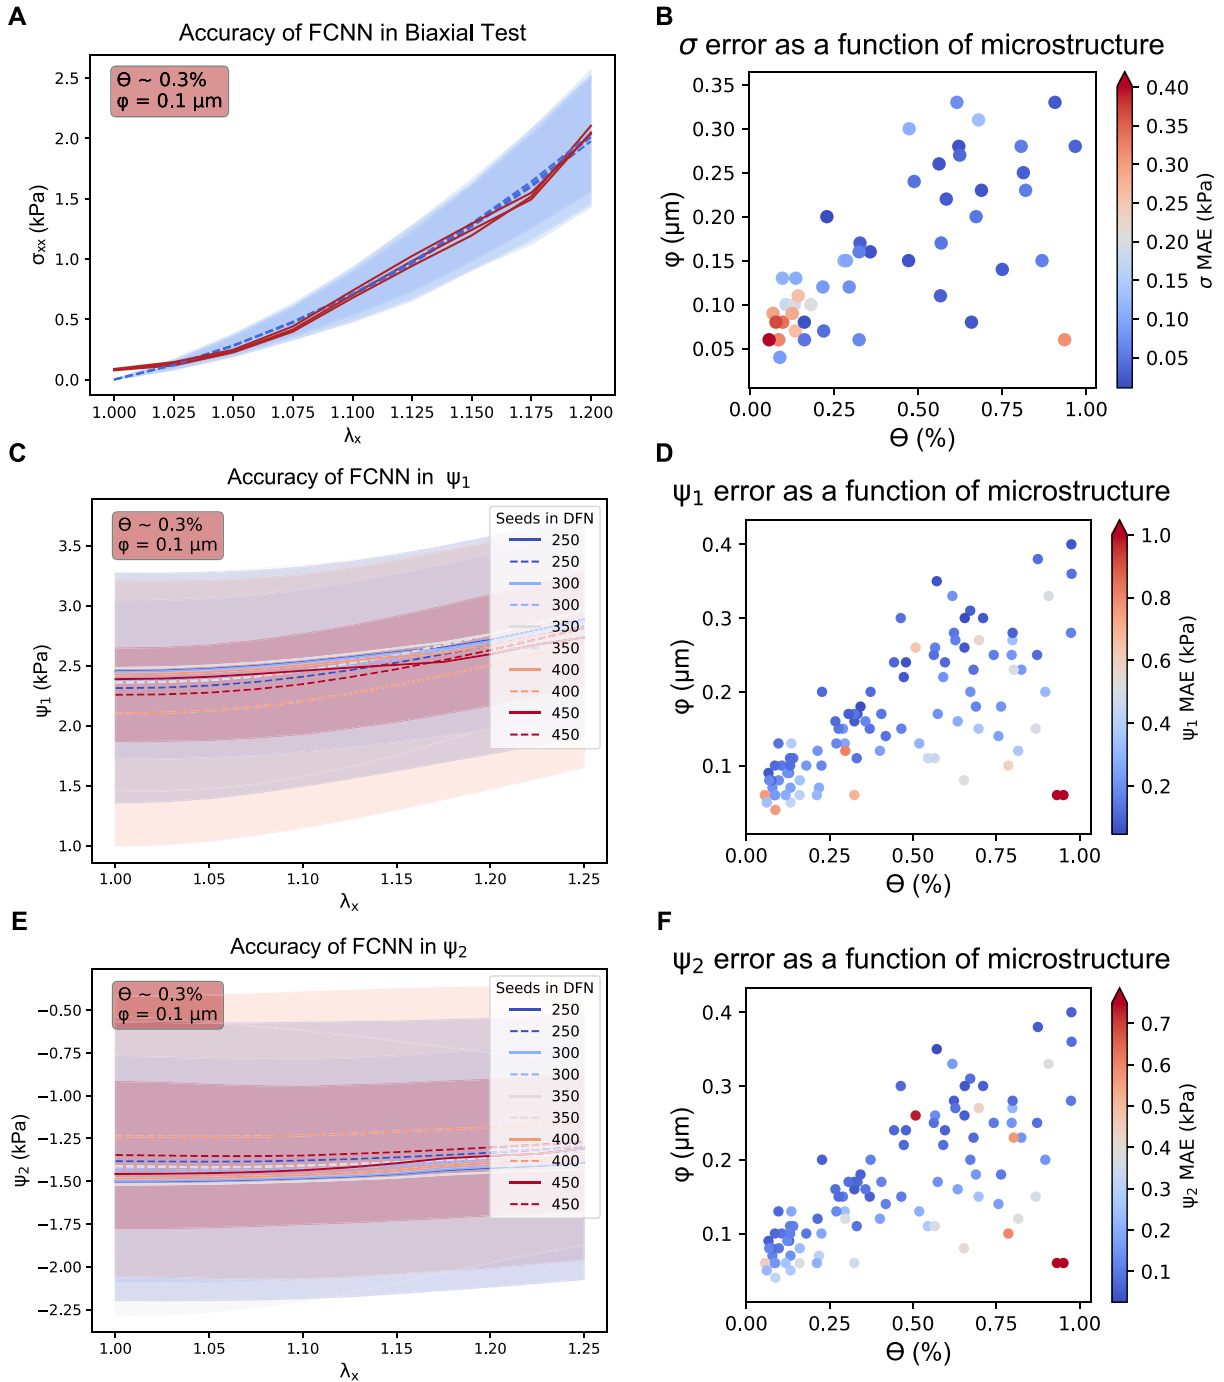 A
Accuracy of FCNN in Biaxial Test
ϴ ~ 0.3%
φ = 0.1 μm
2.5
2.0
1.5
1.0
0.5
0.0
σxx (kPa)
1.000 1.025 1.050 1.075 1.100 1.125 1.150 1.175 1.200
λx
B
σ error as a function of microstructure
0.35
0.30
0.25
0.20
0.15
0.10
0.05
φ (μm)
0.00 0.25 0.50 0.75 1.00
ϴ (%)
0.40
0.35
0.30
0.25
0.20
0.15
0.10
0.05
σ MAE (kPa)
C
Accuracy of FCNN in ψ1
ϴ ~ 0.3%
φ = 0.1 μm
Seeds in DFN
250
250
300
300
350
350
400
400
450
450
3.5
3.0
2.5
2.0
1.5
1.0
ψ1 (kPa)
1.00 1.05 1.10 1.15 1.20 1.25
λx
D
ψ1 error as a function of microstructure
0.4
0.3
0.2
0.1
φ (μm)
0.00 0.25 0.50 0.75 1.00
ϴ (%)
1.0
0.8
0.6
0.4
0.2
ψ1 MAE (kPa)
E
Accuracy of FCNN in ψ2
ϴ ~ 0.3%
φ = 0.1 μm
Seeds in DFN
250
250
300
300
350
350
400
400
450
450
−0.50
−0.75
−1.00
−1.25
−1.50
−1.75
−2.00
−2.25
ψ2 (kPa)
1.00 1.05 1.10 1.15 1.20 1.25
λx
F
ψ2 error as a function of microstructure
0.4
0.3
0.2
0.1
φ (μm)
0.00 0.25 0.50 0.75 1.00
ϴ (%)
0.7
0.6
0.5
0.4
0.3
0.2
0.1
ψ2 MAE (kPa)